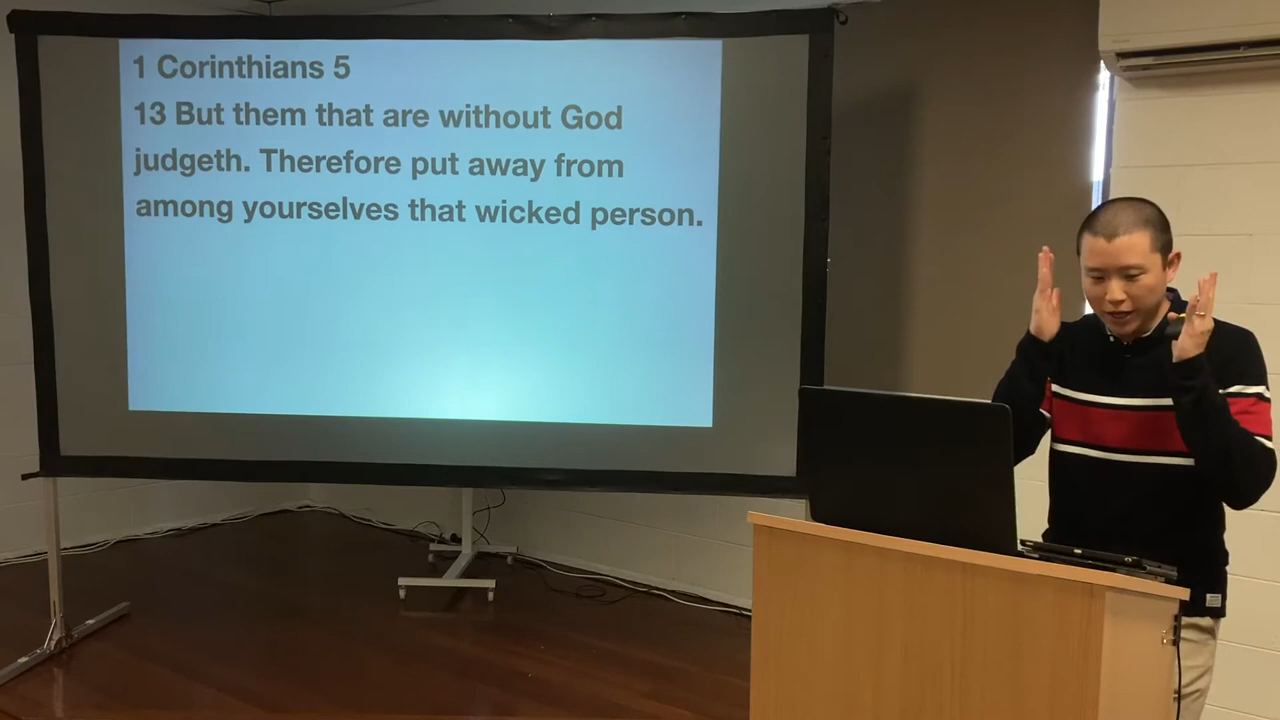 1 Corinthians 5
13 But them that are without God
judgeth. Therefore put away from
among yourselves that wicked person.